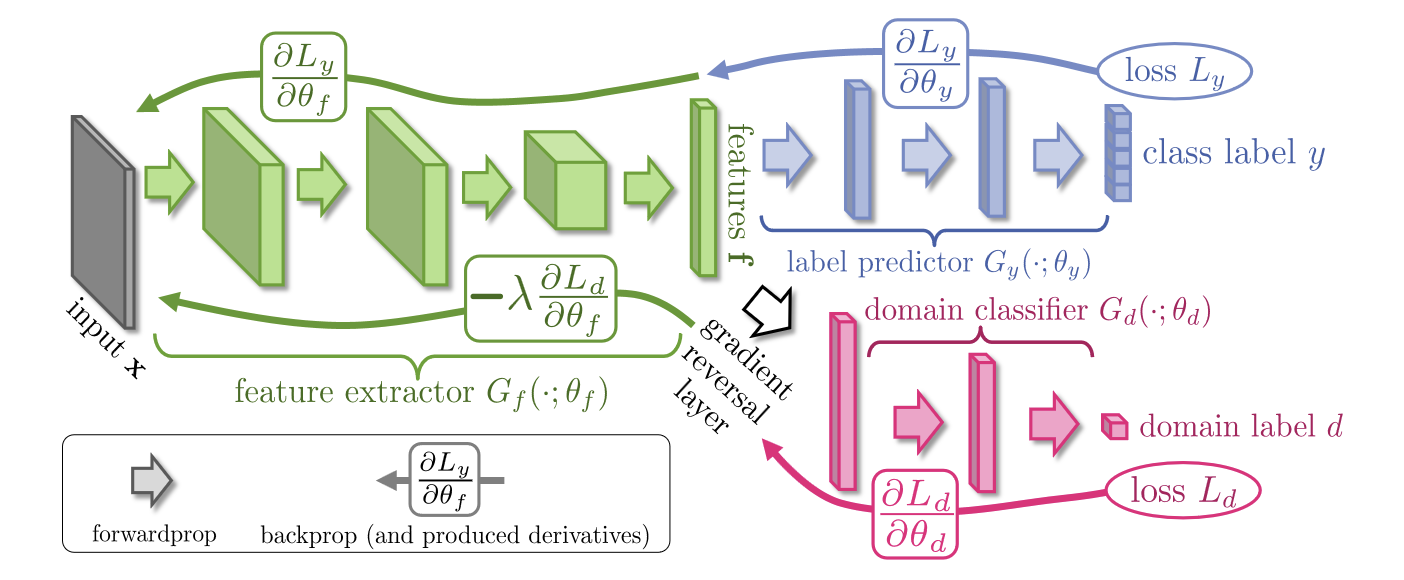 ∂L_y
∂θ_f
∂L_y
∂θ_y
loss L_y
features f
class label y
label predictor G_y(·; θ_y)
input x
−λ ∂L_d
∂θ_f
gradient
reversal
layer
feature extractor G_f(·; θ_f)
domain classifier G_d(·; θ_d)
domain label d
∂L_d
∂θ_d
loss L_d
∂L_y
∂θ_f
forwardprop
backprop (and produced derivatives)